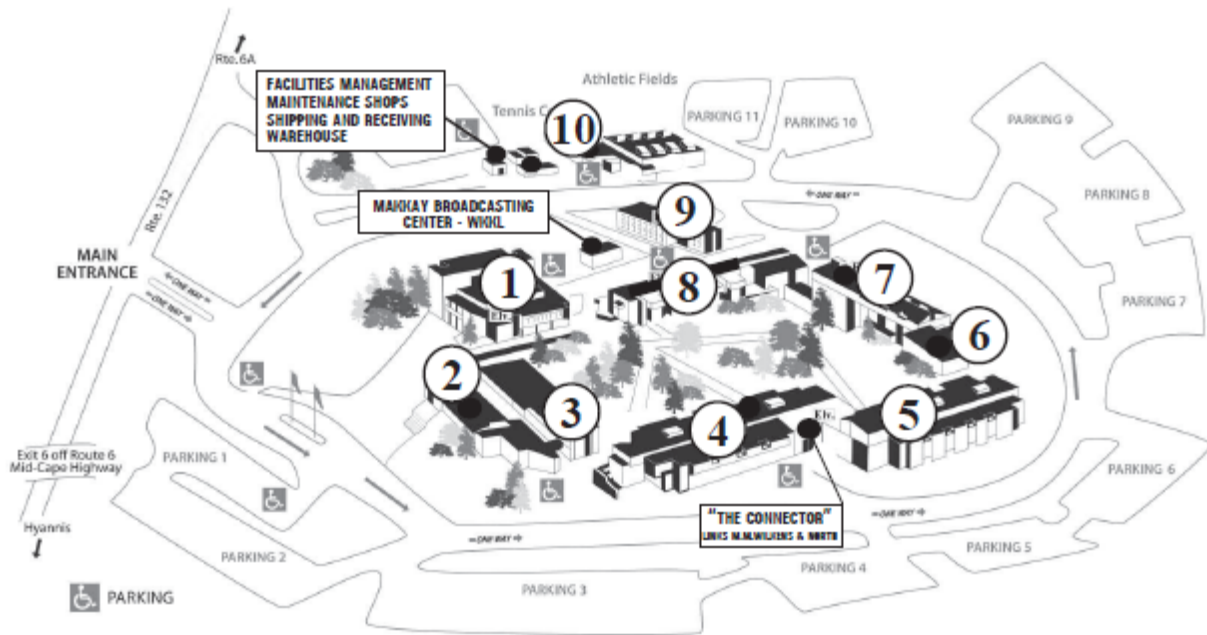 Rte. 6A
FACILITIES MANAGEMENT
MAINTENANCE SHOPS
SHIPPING AND RECEIVING
WAREHOUSE
Athletic Fields
Tennis C
10
PARKING 11
PARKING 10
PARKING 9
PARKING 8
ONE WAY
Rte. 132
MAKKAY BROADCASTING
CENTER - WKKL
9
MAIN
ENTRANCE
ONE WAY
ONE WAY
1
Elv.
8
7
PARKING 7
6
2
3
4
Elv.
5
Exit 6 off Route 6
Mid-Cape Highway
PARKING 1
PARKING 6
Hyannis
"THE CONNECTOR"
LINKS M.M.WILKENS & NORTH
ONE WAY
ONE WAY
PARKING 2
PARKING 5
PARKING 4
PARKING 3
PARKING